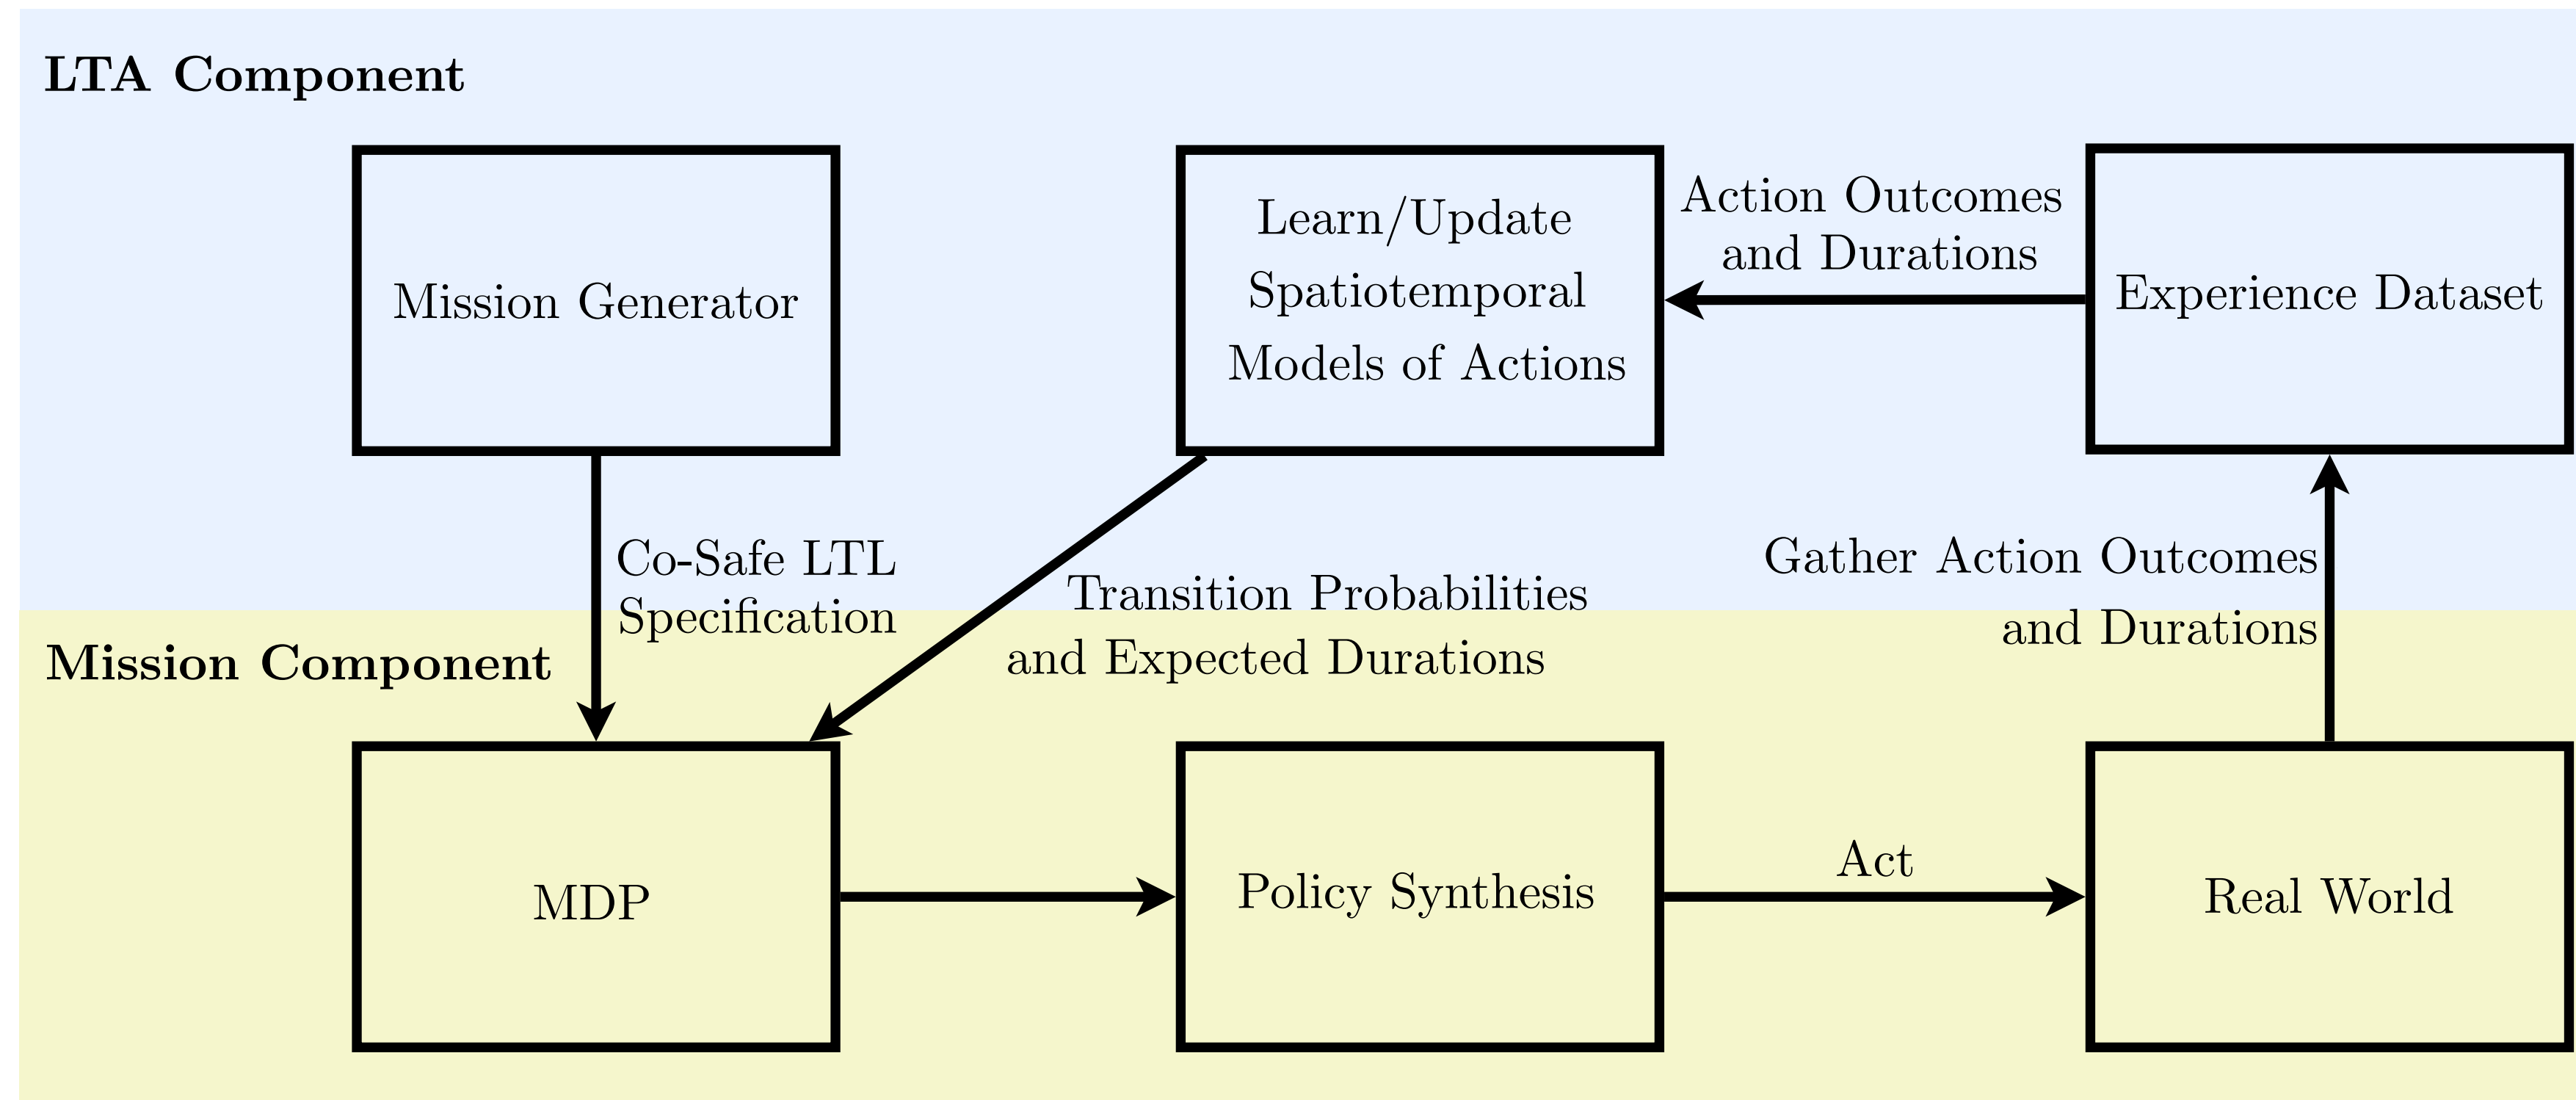 LTA Component
Mission Generator
Learn/Update
Spatiotemporal
Models of Actions
Action Outcomes
and Durations
Experience Dataset
Co-Safe LTL
Specification
Transition Probabilities
and Expected Durations
Gather Action Outcomes
and Durations
Mission Component
MDP
Policy Synthesis
Act
Real World